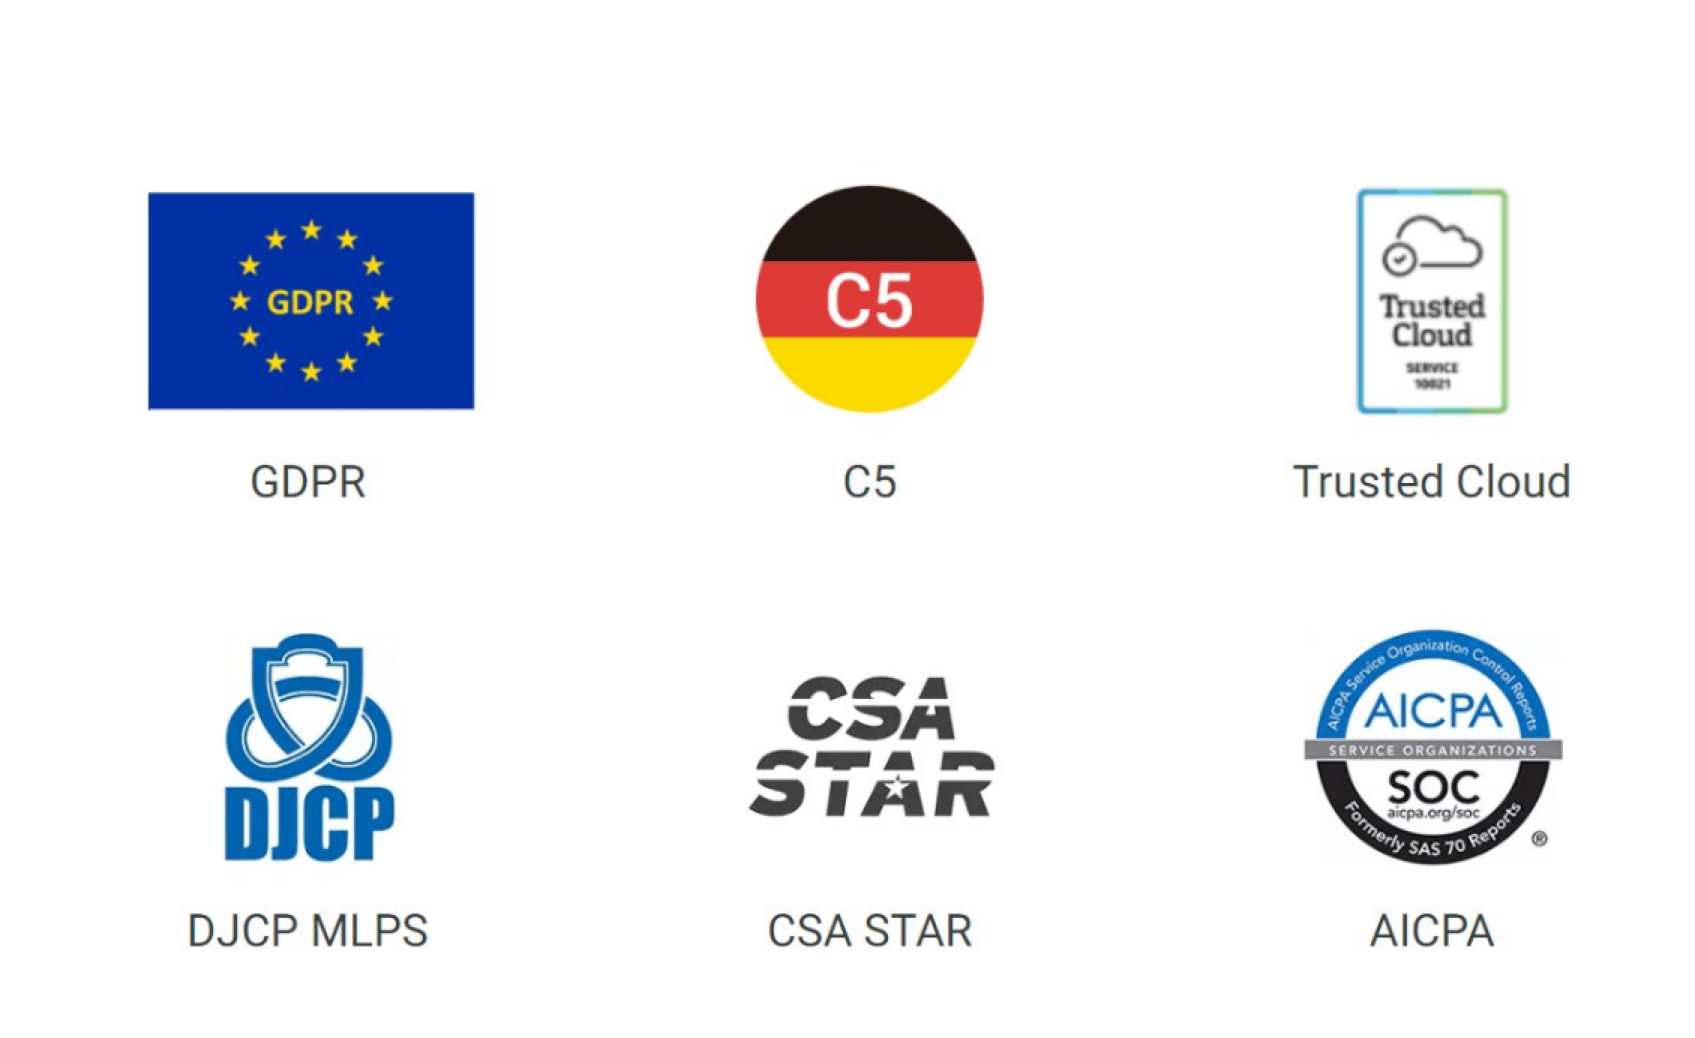 GDPR
C5
Trusted
Cloud
SERVICE
10021
GDPR
C5
Trusted Cloud
DJCP
CSA
STAR
AICPA Service Organization Control Reports
AICPA
SERVICE ORGANIZATIONS
SOC
aicpa.org/soc
Formerly SAS 70 Reports
®
DJCP MLPS
CSA STAR
AICPA